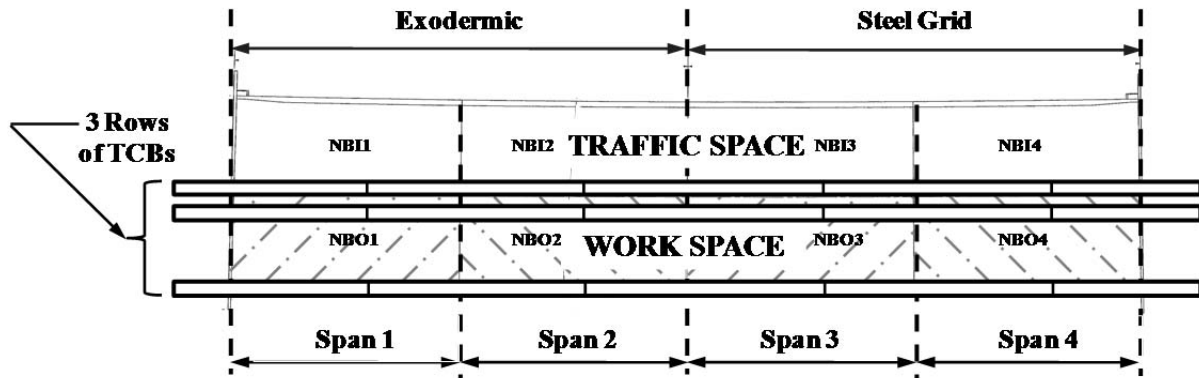 Exodermic Steel Grid
3 Rows
of TCBs
NBI1 NBI2 TRAFFIC SPACE NBI3 NBI4
NBO1 NBO2 WORK SPACE NBO3 NBO4
Span 1 Span 2 Span 3 Span 4